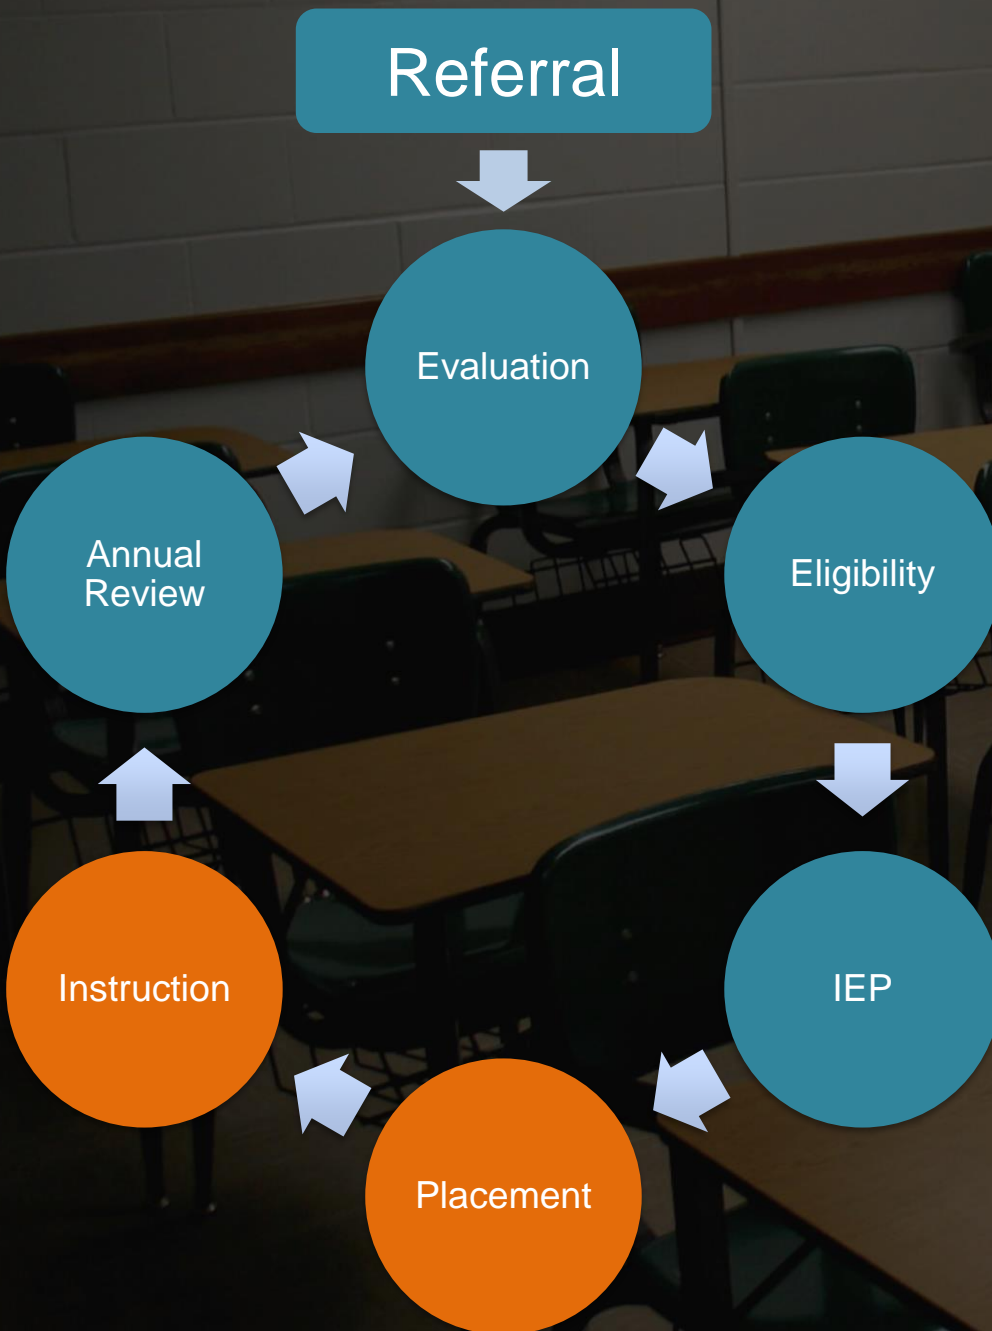 Referral
Evaluation
Eligibility
IEP
Placement
Instruction
Annual
Review